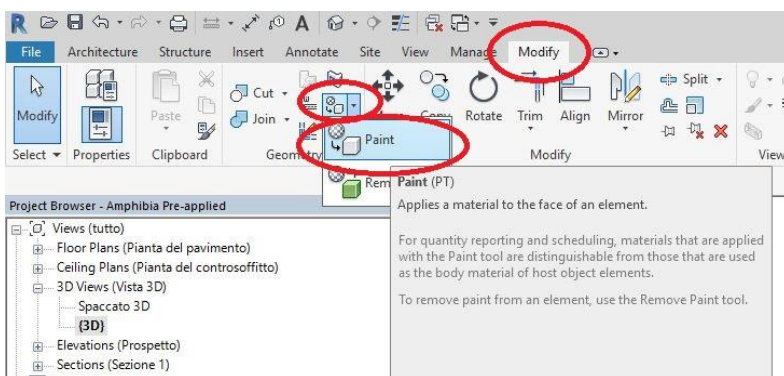 File Architecture Structure Insert Annotate Site View Manage Modify
Cut
Join
Split
Modify Paste Copy Rotate Trim Align Mirror
Paint
Select Properties Clipboard Geometry Modify View
Rem
Paint (PT)
Applies a material to the face of an element.
For quantity reporting and scheduling, materials that are applied
with the Paint tool are distinguishable from those that are used
as the body material of host object elements.
To remove paint from an element, use the Remove Paint tool.
Project Browser - Amphibia Pre-applied
Views (tutto)
Floor Plans (Pianta del pavimento)
Ceiling Plans (Pianta del controsoffitto)
3D Views (Vista 3D)
Spaccato 3D
{3D}
Elevations (Prospetto)
Sections (Sezione 1)